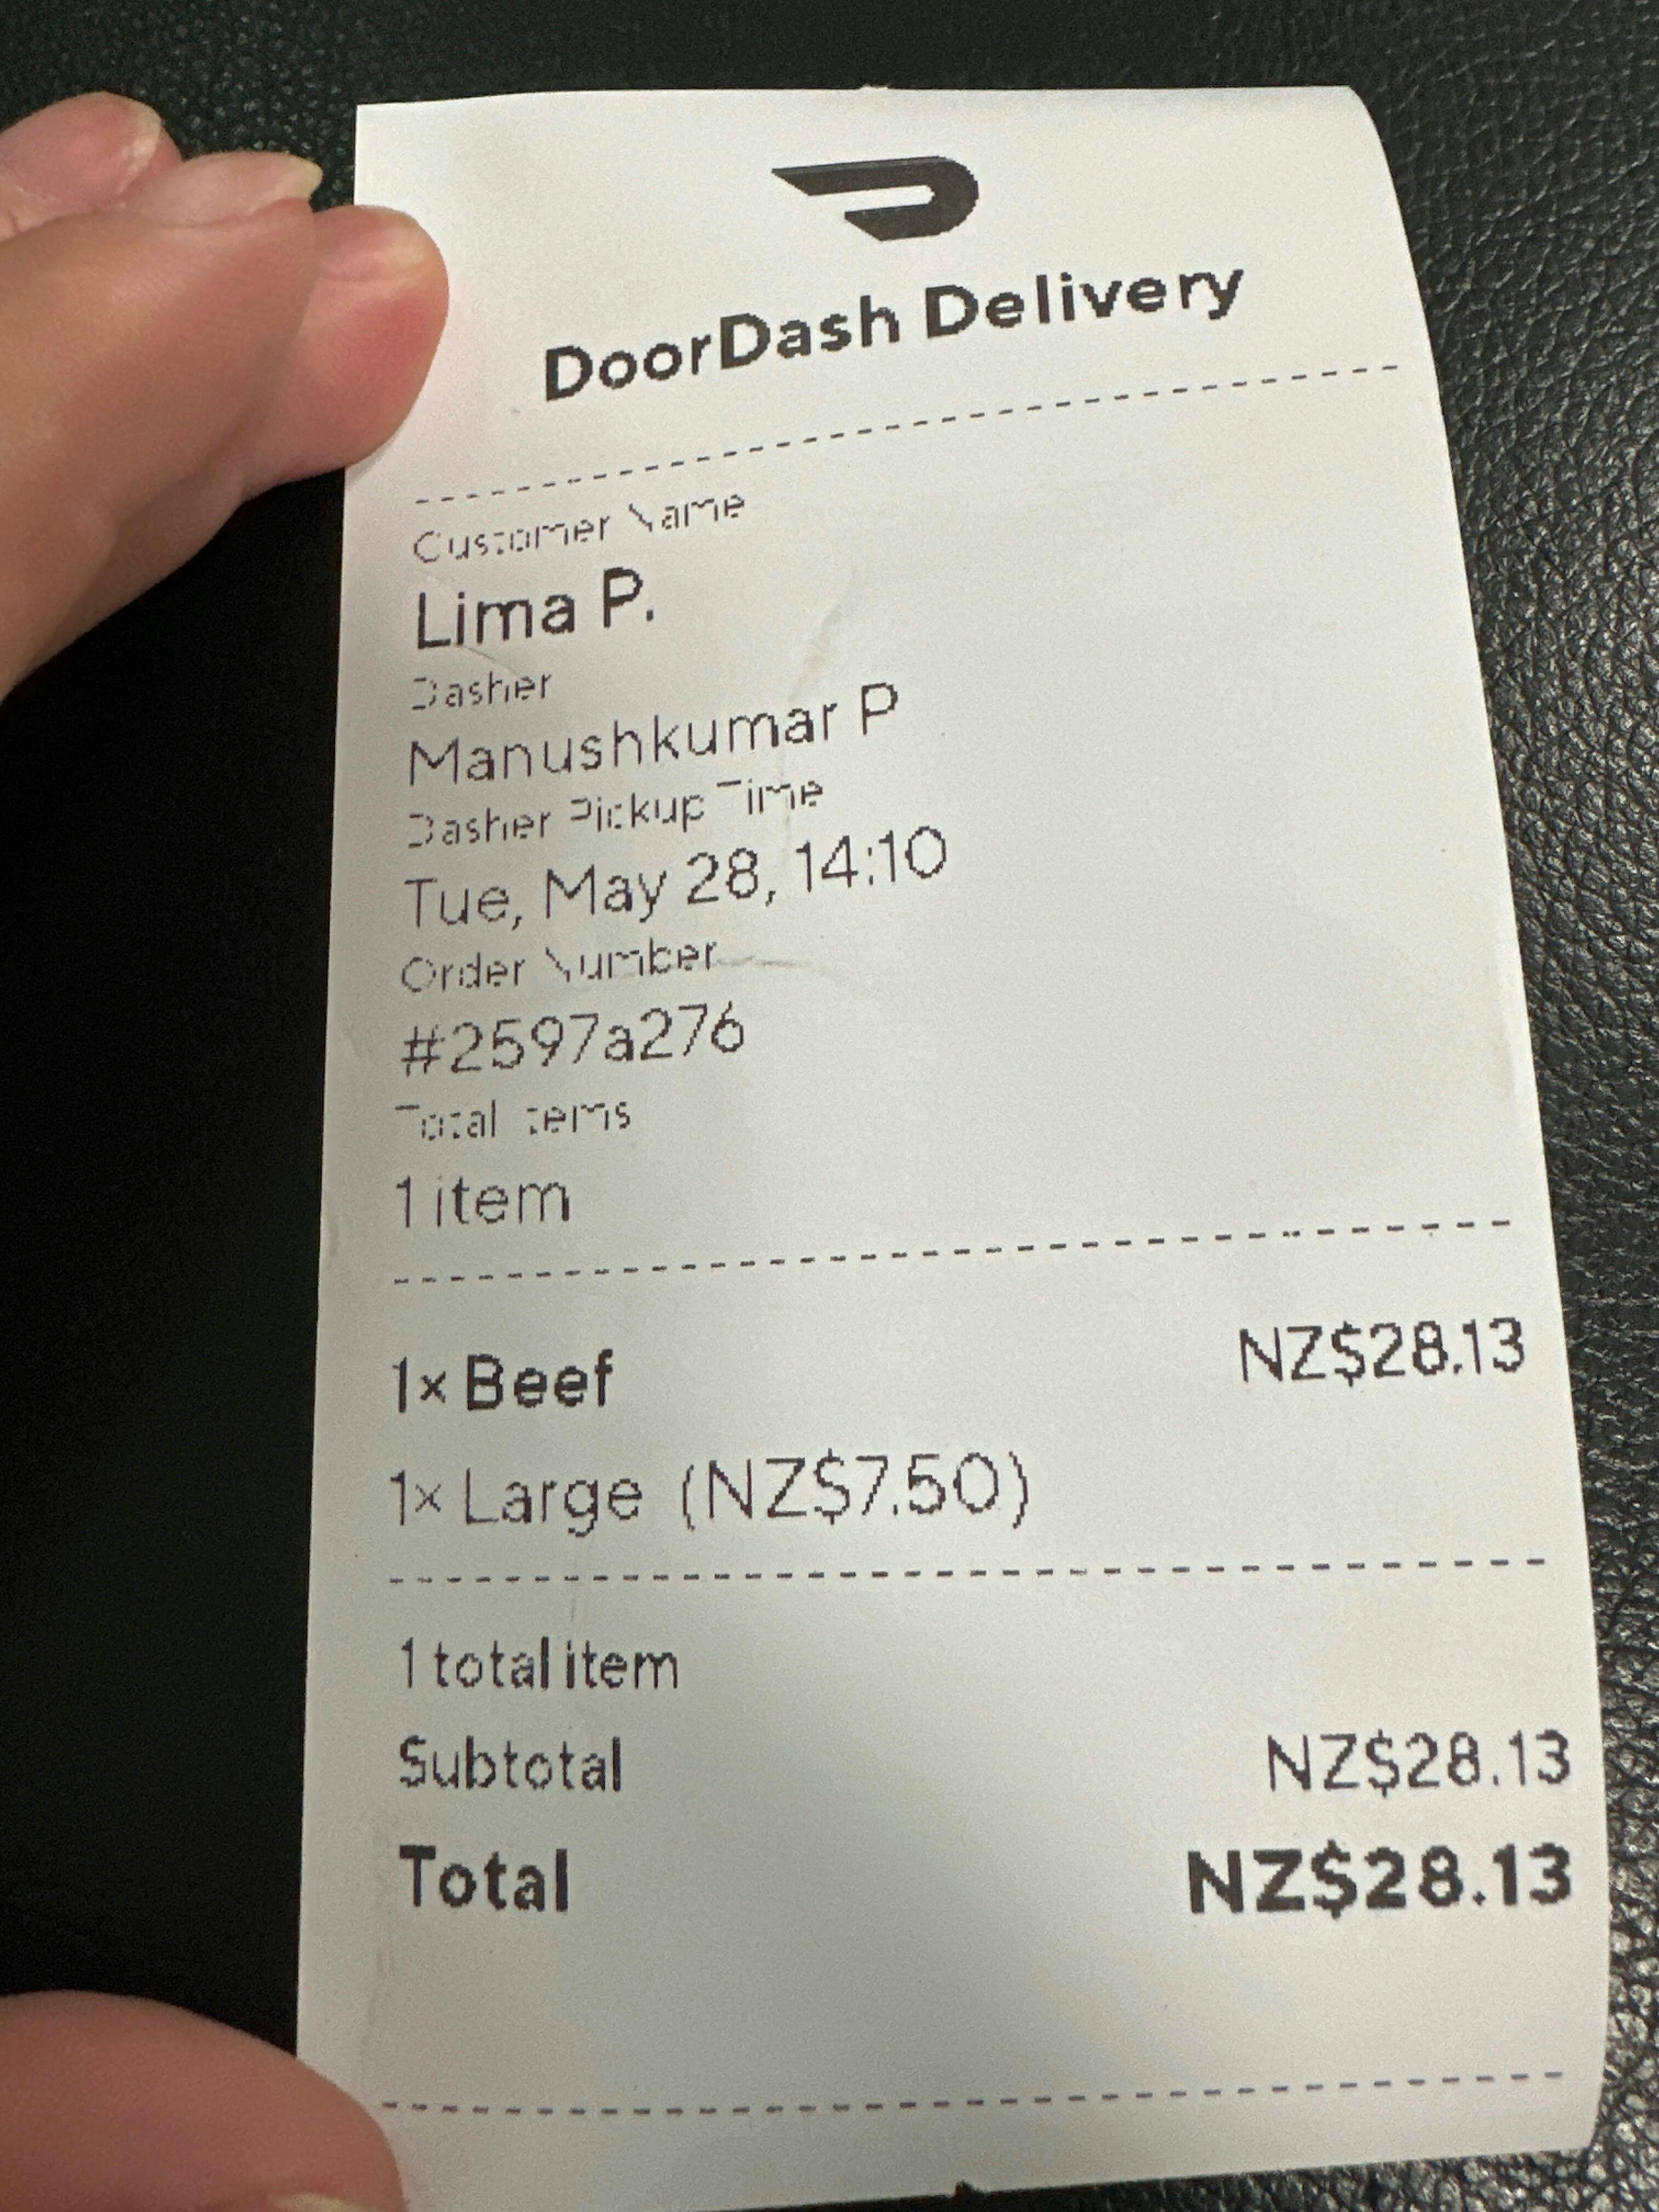 DoorDash Delivery
Customer Name
Lima P.
Dasher
Manushkumar P
Dasher Pickup Time
Tue, May 28, 14:10
Order Number
#2597a276
Total Items
1 item
1× Beef NZ$28.13
1× Large (NZ$7.50)
1 total item
Subtotal NZ$28.13
Total NZ$28.13